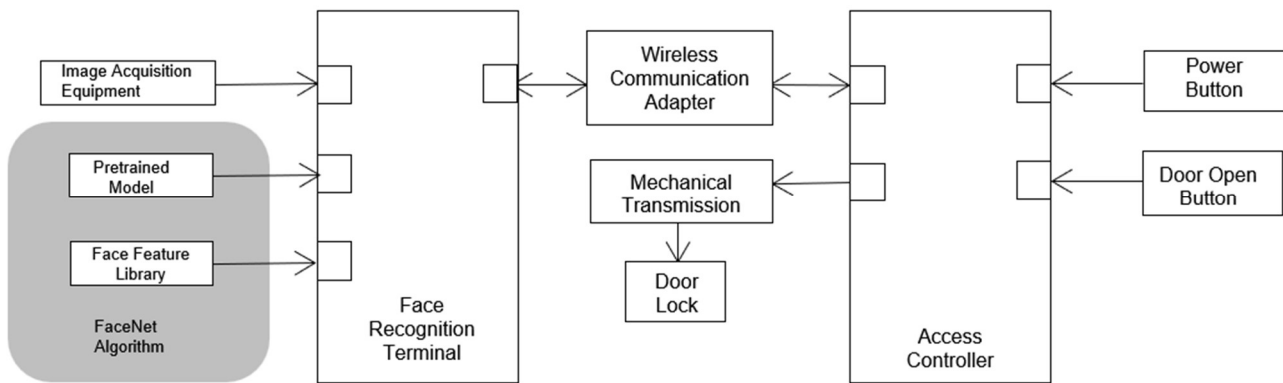 Image Acquisition
Equipment
Pretrained
Model
Face Feature
Library
FaceNet
Algorithm
Face
Recognition
Terminal
Wireless
Communication
Adapter
Mechanical
Transmission
Door
Lock
Access
Controller
Power
Button
Door Open
Button